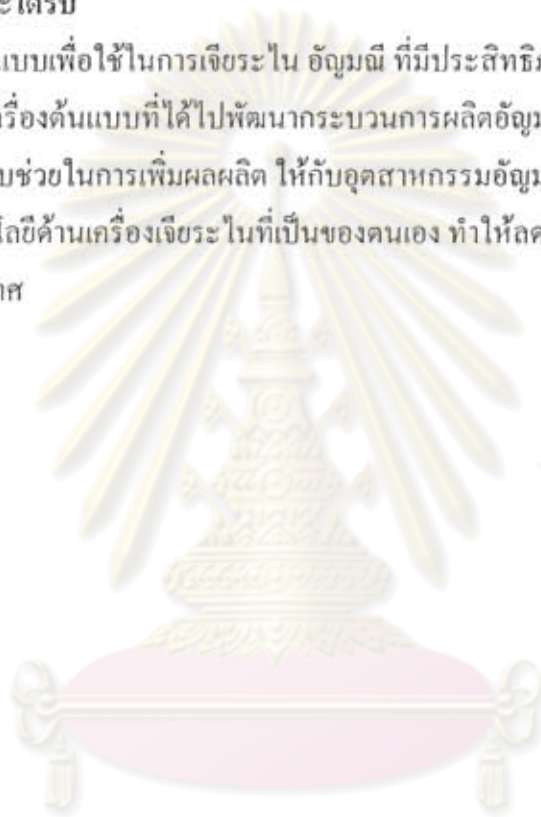 ะได้รับ
แบบเพื่อใช้ในการเจียระไน อัญมณี ที่มีประสิทธิภ
รื่องต้นแบบที่ได้ไปพัฒนากระบวนการผลิตอัญม
บช่วยในการเพิ่มผลผลิต ให้กับอุตสาหกรรมอัญม
โลยีด้านเครื่องเจียระไนที่เป็นของตนเอง ทำให้ลด
ทศ